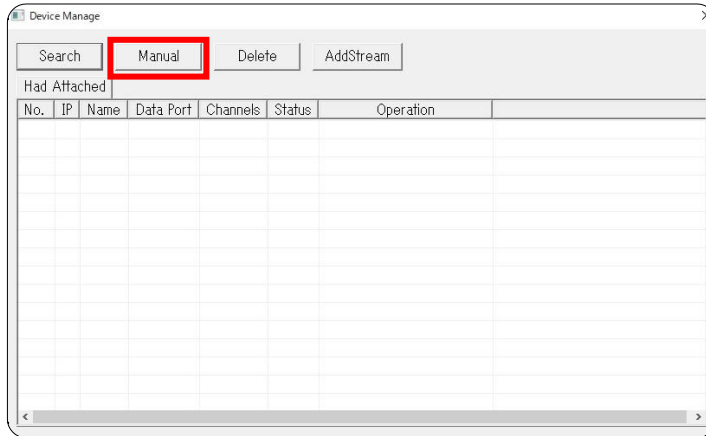 Device Manage
Search Manual Delete AddStream
Had Attached
No. IP Name Data Port Channels Status Operation